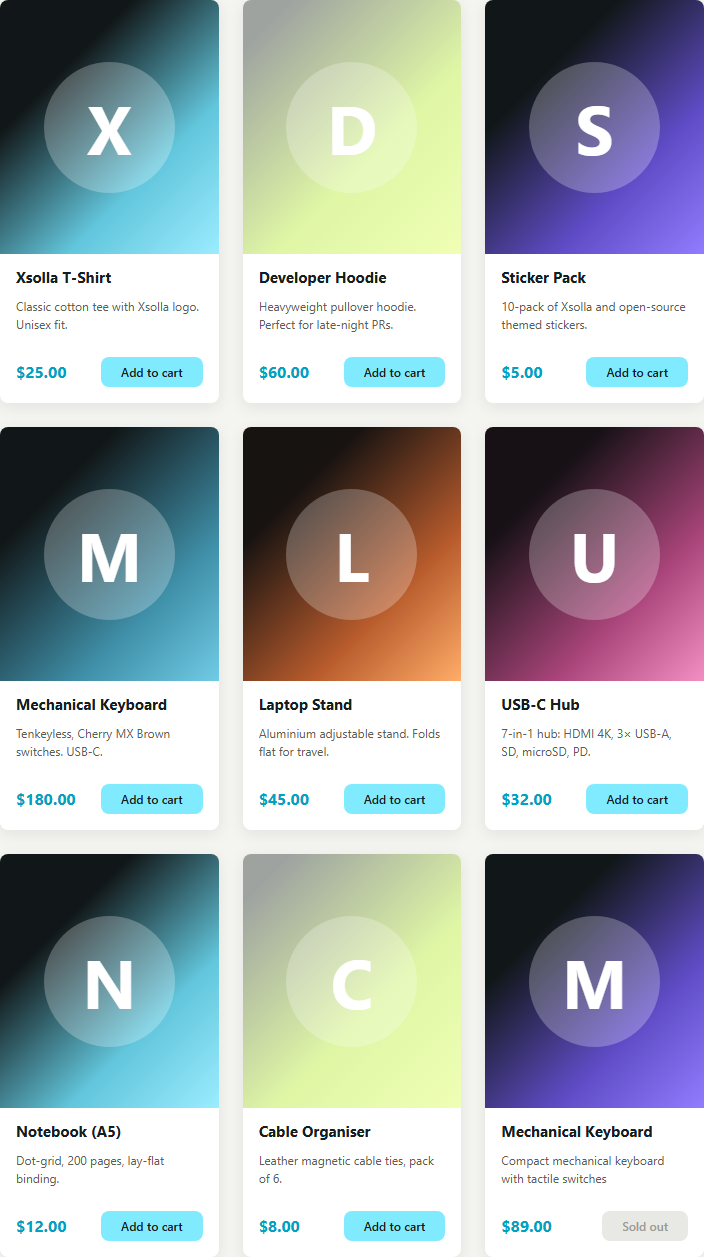 X
D
S
Xsolla T-Shirt
Classic cotton tee with Xsolla logo.
Unisex fit.
$25.00
Add to cart
Developer Hoodie
Heavyweight pullover hoodie.
Perfect for late-night PRs.
$60.00
Add to cart
Sticker Pack
10-pack of Xsolla and open-source
themed stickers.
$5.00
Add to cart
M
L
U
Mechanical Keyboard
Tenkeyless, Cherry MX Brown
switches. USB-C.
$180.00
Add to cart
Laptop Stand
Aluminium adjustable stand. Folds
flat for travel.
$45.00
Add to cart
USB-C Hub
7-in-1 hub: HDMI 4K, 3× USB-A,
SD, microSD, PD.
$32.00
Add to cart
N
C
M
Notebook (A5)
Dot-grid, 200 pages, lay-flat
binding.
$12.00
Add to cart
Cable Organiser
Leather magnetic cable ties, pack
of 6.
$8.00
Add to cart
Mechanical Keyboard
Compact mechanical keyboard
with tactile switches
$89.00
Sold out